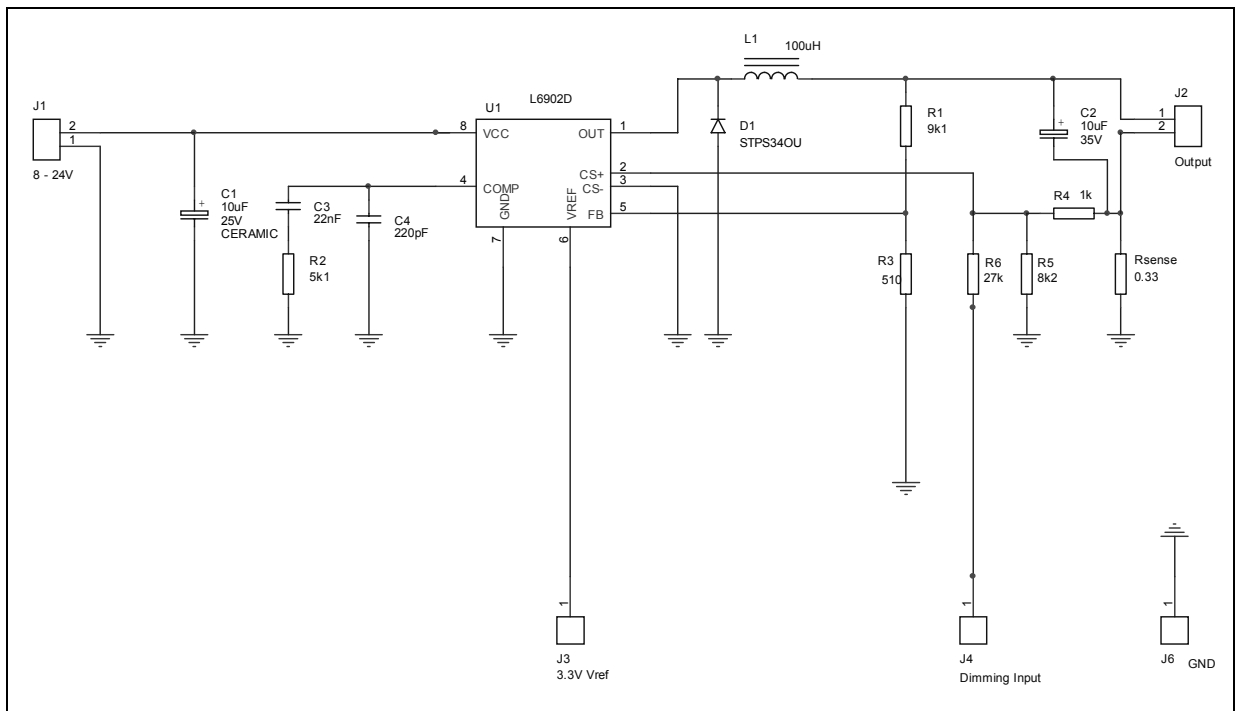 L1
100uH
J1
2
1
8 - 24V
U1
L6902D
8
VCC
OUT
1
CS+
2
CS-
3
4
COMP
GND
VREF
FB
5
7
6
D1
STPS34OU
R1
9k1
C2
+
10uF
35V
J2
1
2
Output
C1
+
10uF
25V
CERAMIC
C3
22nF
C4
220pF
R2
5k1
R4
1k
R3
510
R6
27k
R5
8k2
Rsense
0.33
1
J3
3.3V Vref
1
J4
Dimming Input
1
J6
GND